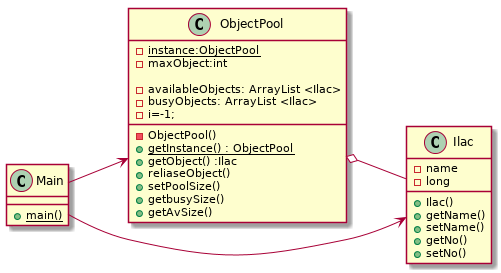 C ObjectPool
instance:ObjectPool
maxObject:int
availableObjects: ArrayList <Ilac>
busyObjects: ArrayList <Ilac>
i=-1;
ObjectPool()
getInstance() : ObjectPool
getObject() :Ilac
reliaseObject()
setPoolSize()
getbusySize()
getAvSize()
C Main
main()
C Ilac
name
long
Ilac()
getName()
setName()
getNo()
setNo()